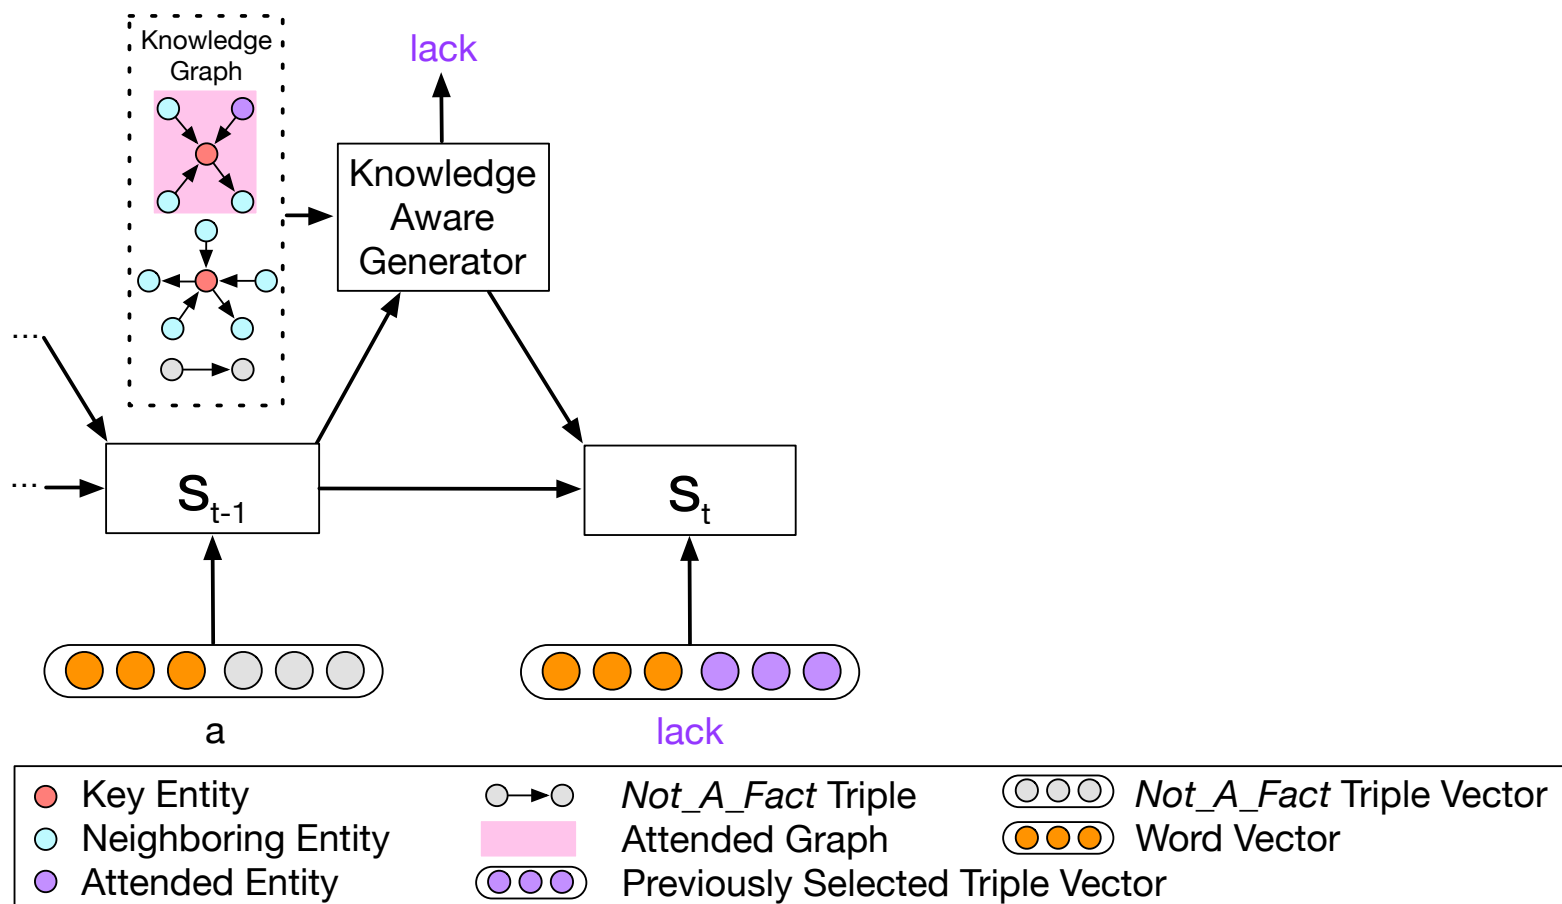 Knowledge
Graph
lack
Knowledge
Aware
Generator
...
...
St-1
St
a
lack
Key Entity
Not_A_Fact Triple
Not_A_Fact Triple Vector
Neighboring Entity
Attended Graph
Word Vector
Attended Entity
Previously Selected Triple Vector